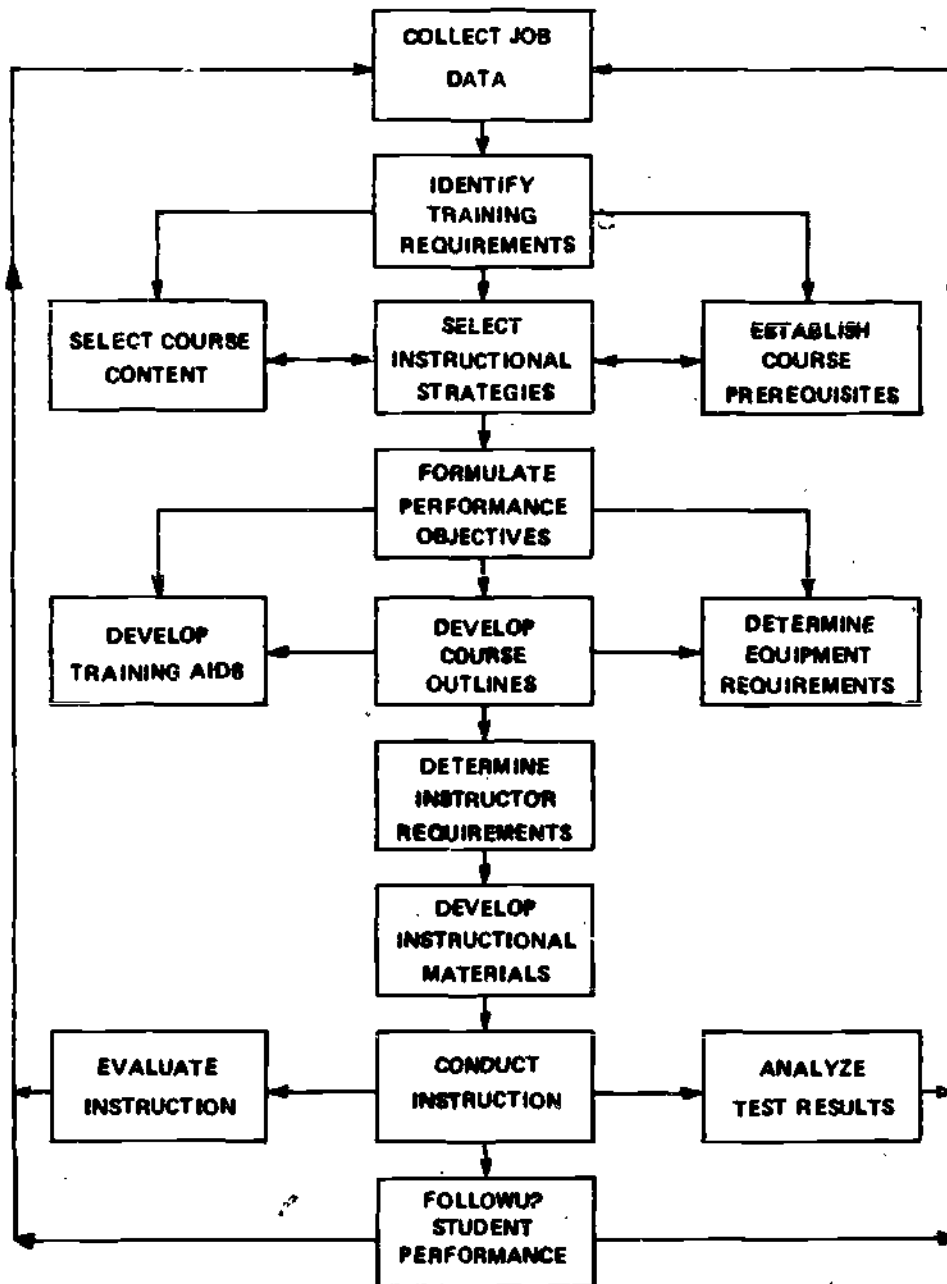 COLLECT JOB
DATA
IDENTIFY
TRAINING
REQUIREMENTS
SELECT COURSE
CONTENT
SELECT
INSTRUCTIONAL
STRATEGIES
ESTABLISH
COURSE
PREREQUISITES
FORMULATE
PERFORMANCE
OBJECTIVES
DEVELOP
TRAINING AIDS
DEVELOP
COURSE
OUTLINES
DETERMINE
EQUIPMENT
REQUIREMENTS
DETERMINE
INSTRUCTOR
REQUIREMENTS
DEVELOP
INSTRUCTIONAL
MATERIALS
EVALUATE
INSTRUCTION
CONDUCT
INSTRUCTION
ANALYZE
TEST RESULTS
FOLLOWUP
STUDENT
PERFORMANCE